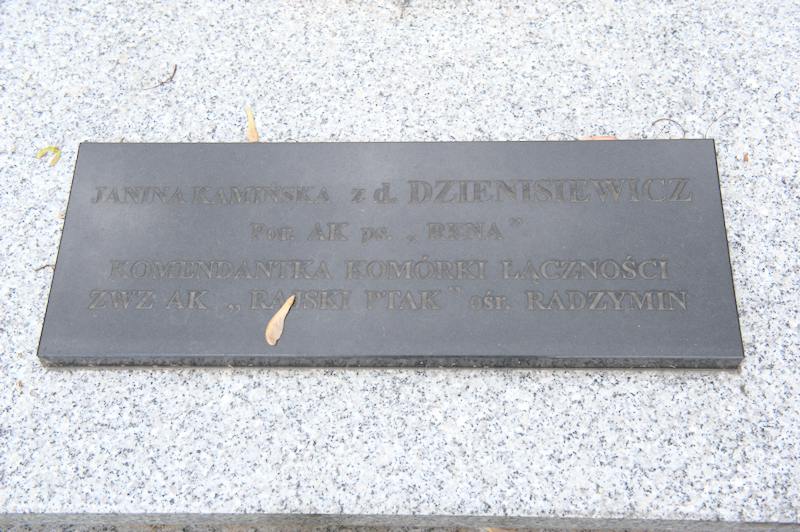 JANINA KAMIŃSKA z d. DZIENISIEWICZ
Por. AK ps. „RENA”
KOMENDANTKA KOMÓRKI ŁĄCZNOŚCI
ZWZ AK „RAJSKI PTAK” ośr. RADZYMIN